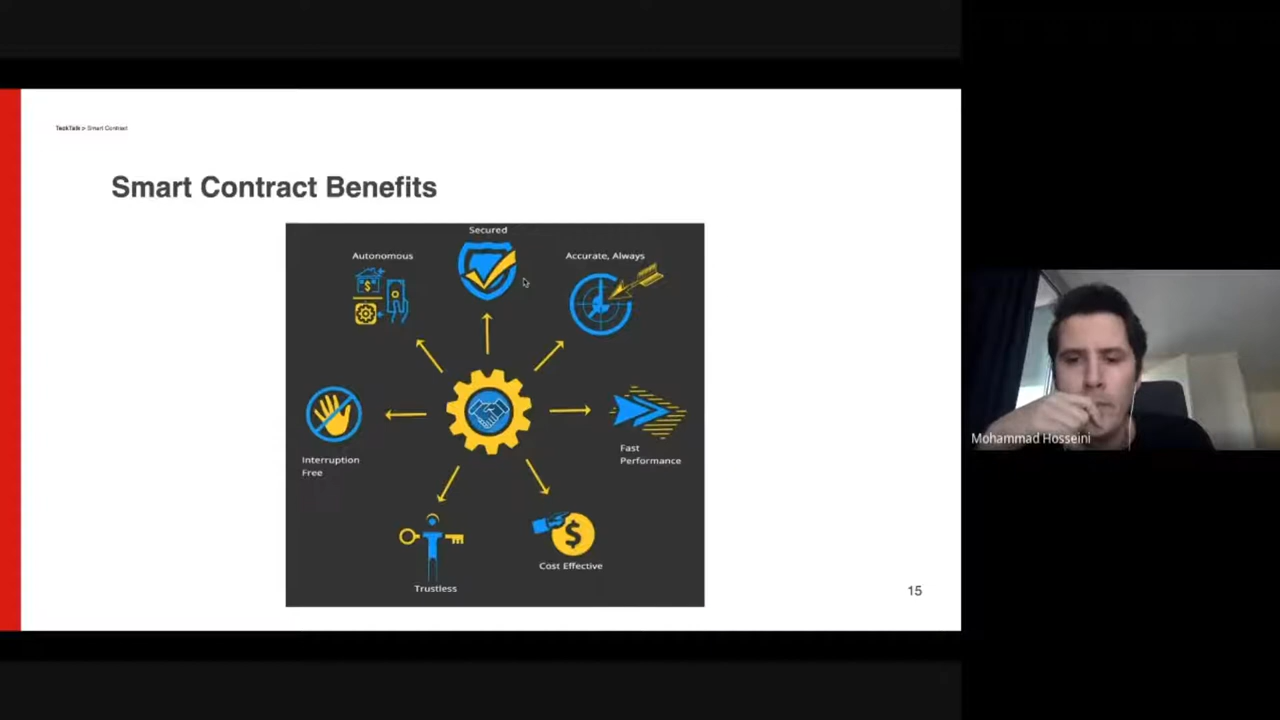 TechTalk > Smart Contract
Smart Contract Benefits
Secured
Autonomous
Accurate, Always
Fast
Performance
Interruption
Free
Cost Effective
Trustless
15
Mohammad Hosseini